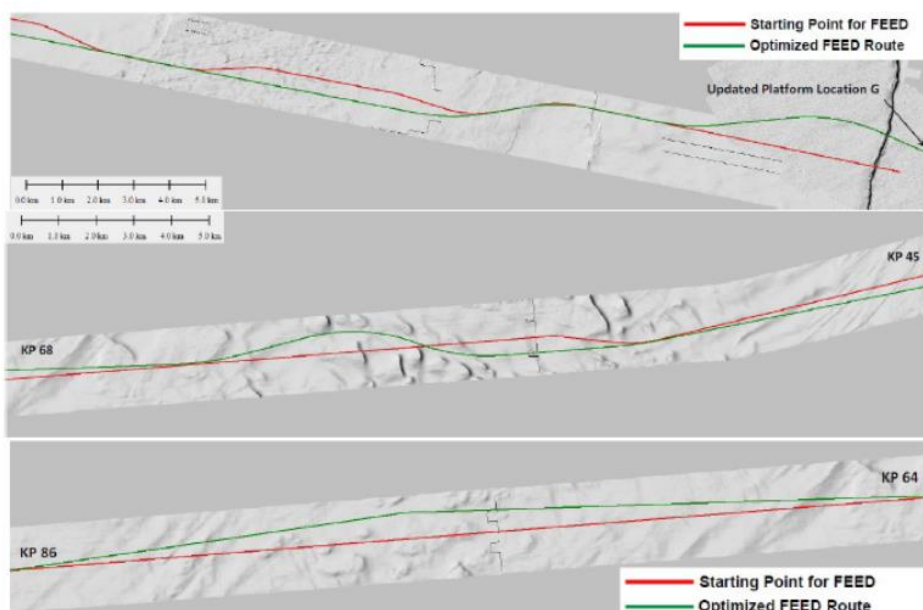 Starting Point for FEED
Optimized FEED Route
Updated Platform Location G
0.0 km 1.0 km 2.0 km 3.0 km 4.0 km 5.0 km
0.0 km 1.0 km 2.0 km 3.0 km 4.0 km 5.0 km
KP 45
KP 68
KP 64
KP 86
Starting Point for FEED
Optimized FEED Route